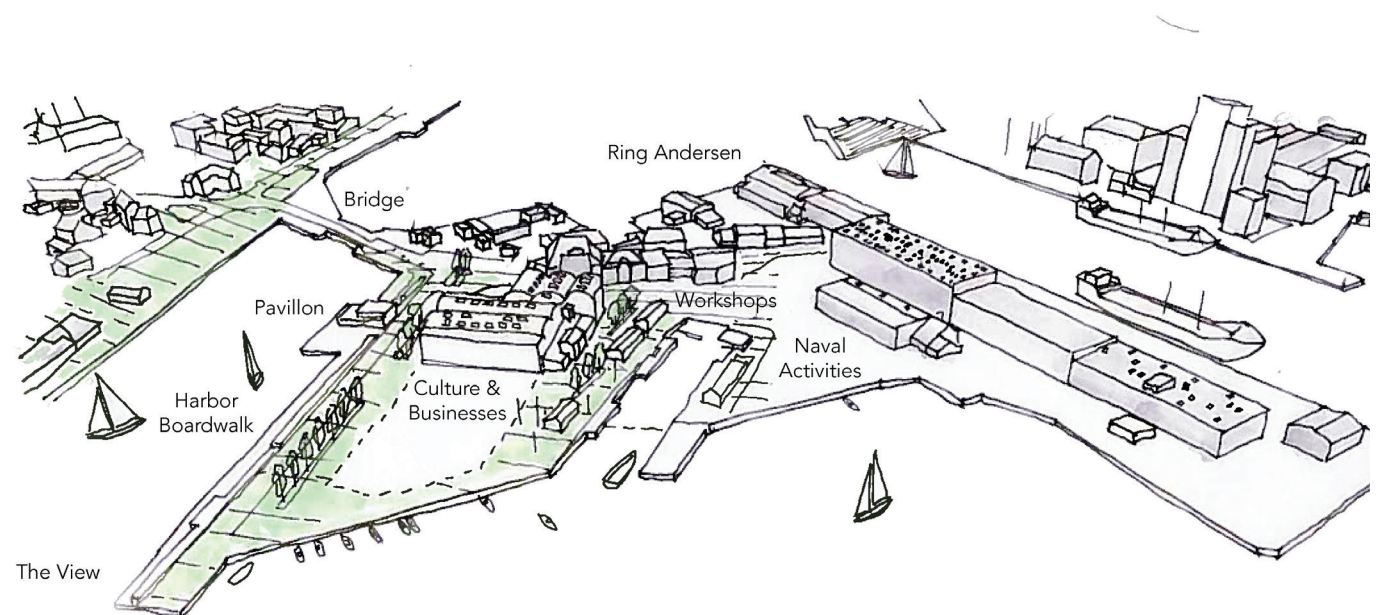 Ring Andersen
Bridge
Pavillon
Workshops
Naval
Activities
Harbor
Boardwalk
Culture &
Businesses
The View